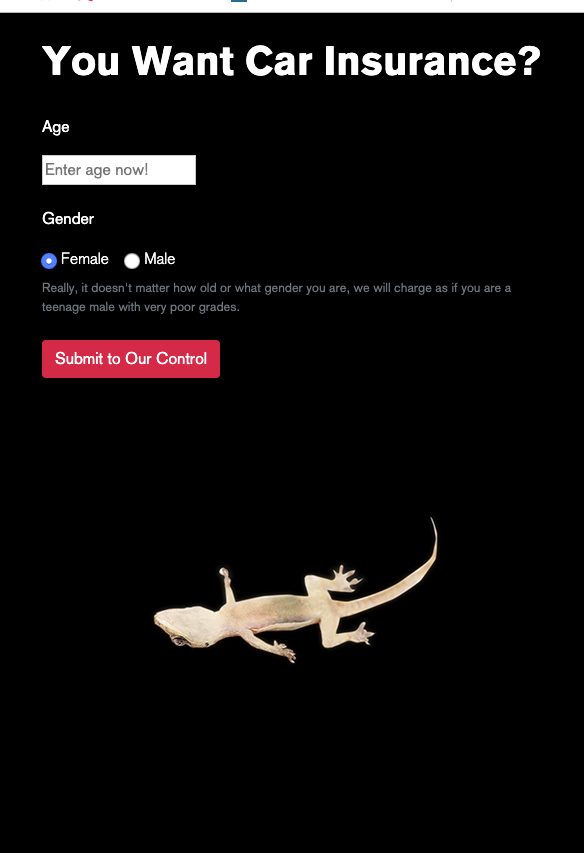 You Want Car Insurance?
Age
Enter age now!
Gender
Female Male
Really, it doesn't matter how old or what gender you are, we will charge as if you are a
teenage male with very poor grades.
Submit to Our Control